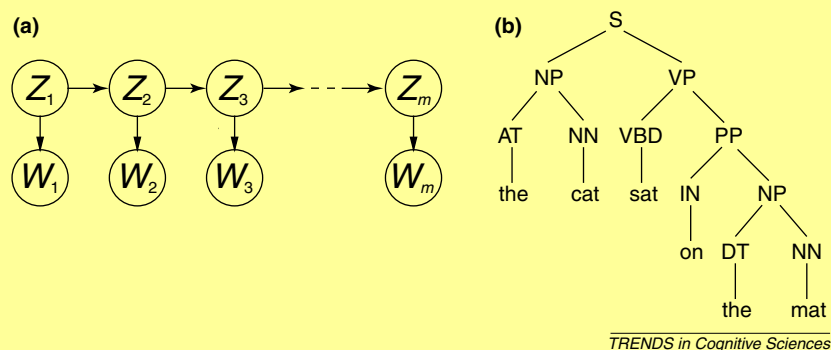 (a)
Z1 Z2 Z3 Zm
W1 W2 W3 Wm
(b)
S
NP VP
AT NN VBD PP
the cat sat IN NP
on DT NN
the mat
TRENDS in Cognitive Sciences